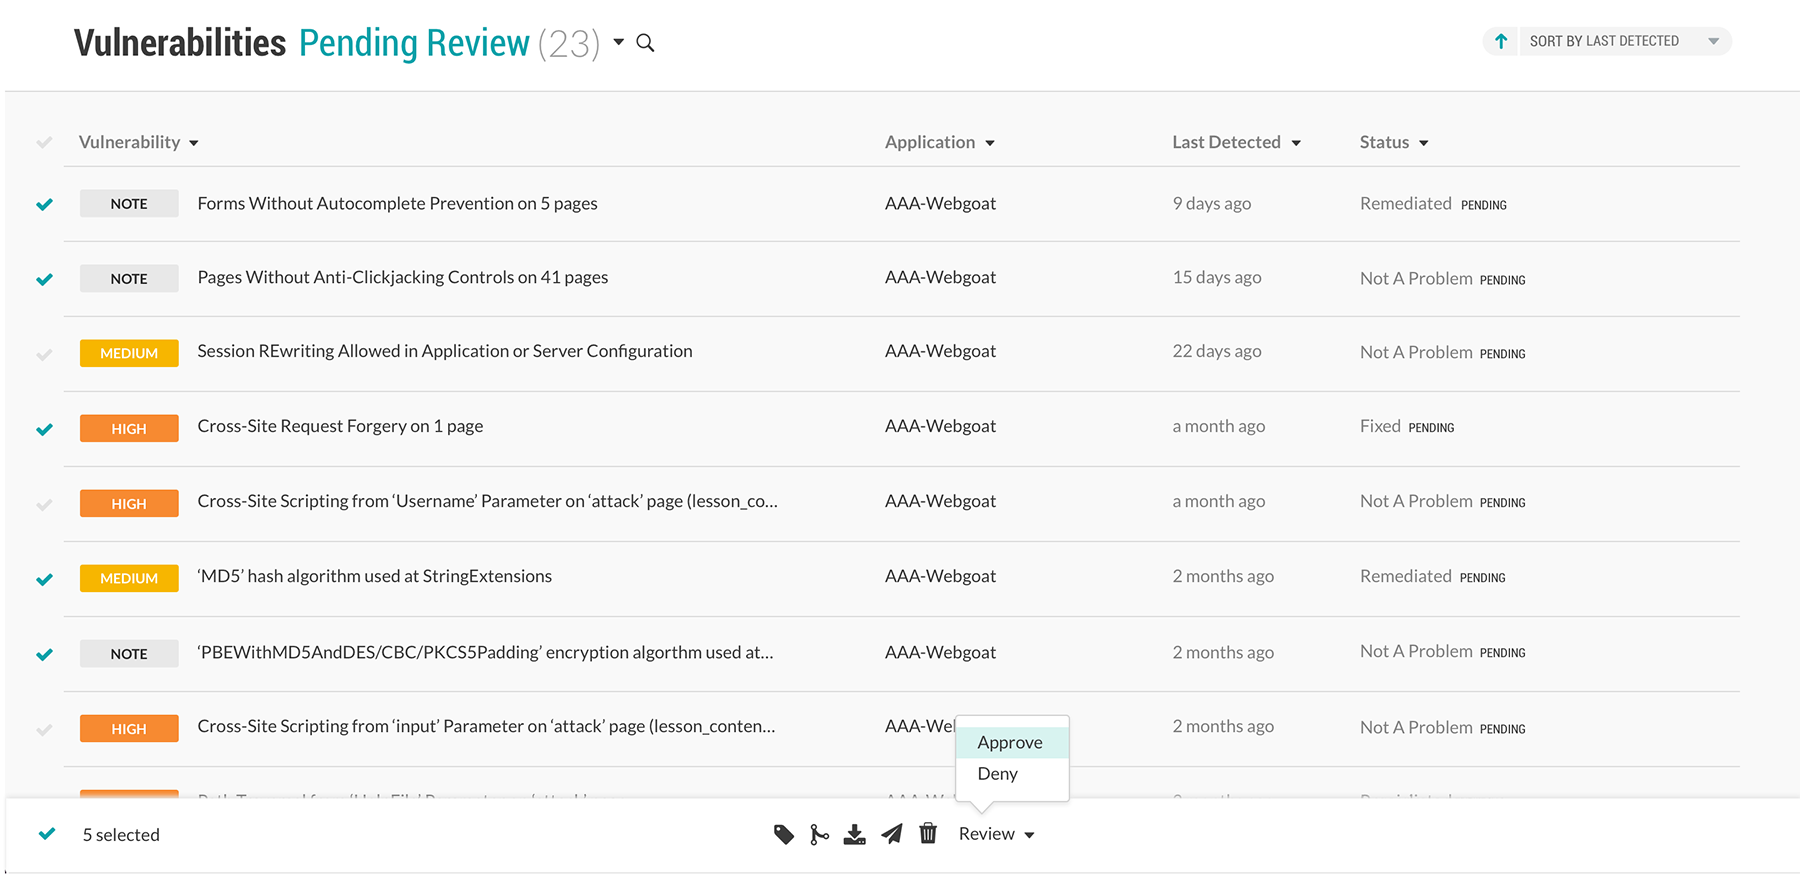 Vulnerabilities Pending Review (23)
SORT BY LAST DETECTED
Vulnerability Application Last Detected Status
NOTE Forms Without Autocomplete Prevention on 5 pages AAA-Webgoat 9 days ago Remediated PENDING
NOTE Pages Without Anti-Clickjacking Controls on 41 pages AAA-Webgoat 15 days ago Not A Problem PENDING
MEDIUM Session REwriting Allowed in Application or Server Configuration AAA-Webgoat 22 days ago Not A Problem PENDING
HIGH Cross-Site Request Forgery on 1 page AAA-Webgoat a month ago Fixed PENDING
HIGH Cross-Site Scripting from ‘Username’ Parameter on ‘attack’ page (lesson_co... AAA-Webgoat a month ago Not A Problem PENDING
MEDIUM ‘MD5’ hash algorithm used at StringExtensions AAA-Webgoat 2 months ago Remediated PENDING
NOTE ‘PBEWithMD5AndDES/CBC/PKCS5Padding’ encryption algorthm used at... AAA-Webgoat 2 months ago Not A Problem PENDING
HIGH Cross-Site Scripting from ‘input’ Parameter on ‘attack’ page (lesson_conten... AAA-We 2 months ago Not A Problem PENDING
Approve
Deny
5 selected Review